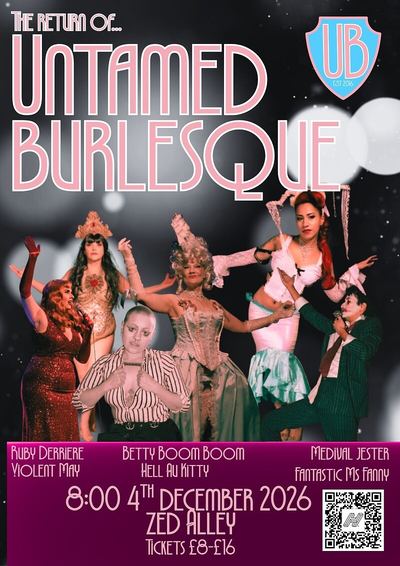 The return of...
Untamed
Burlesque
UB
EST 2016
Ruby Derriere
Betty Boom Boom
Medival Jester
Violent May
Hell Au Kitty
Fantastic Ms Fanny
8:00 4th December 2026
Zed Alley
Tickets £8-£16